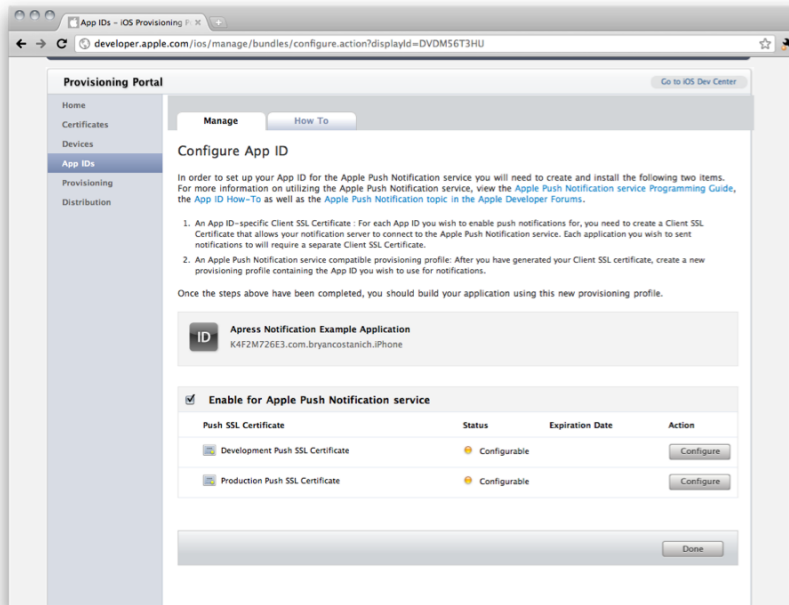 App IDs – iOS Provisioning P
developer.apple.com/ios/manage/bundles/configure.action?displayId=DVDM56T3HU
Provisioning Portal
Go to iOS Dev Center
Home
Certificates
Devices
App IDs
Provisioning
Distribution
Manage
How To
Configure App ID
In order to set up your App ID for the Apple Push Notification service you will need to create and install the following two items.
For more information on utilizing the Apple Push Notification service, view the Apple Push Notification service Programming Guide,
the App ID How-To as well as the Apple Push Notification topic in the Apple Developer Forums.
1. An App ID-specific Client SSL Certificate : For each App ID you wish to enable push notifications for, you need to create a Client SSL
Certificate that allows your notification server to connect to the Apple Push Notification service. Each application you wish to sent
notifications to will require a separate Client SSL Certificate.
2. An Apple Push Notification service compatible provisioning profile: After you have generated your Client SSL certificate, create a new
provisioning profile containing the App ID you wish to use for notifications.
Once the steps above have been completed, you should build your application using this new provisioning profile.
ID
Apress Notification Example Application
K4F2M726E3.com.bryancostanich.iPhone
Enable for Apple Push Notification service
Push SSL Certificate Status Expiration Date Action
Development Push SSL Certificate Configurable Configure
Production Push SSL Certificate Configurable Configure
Done